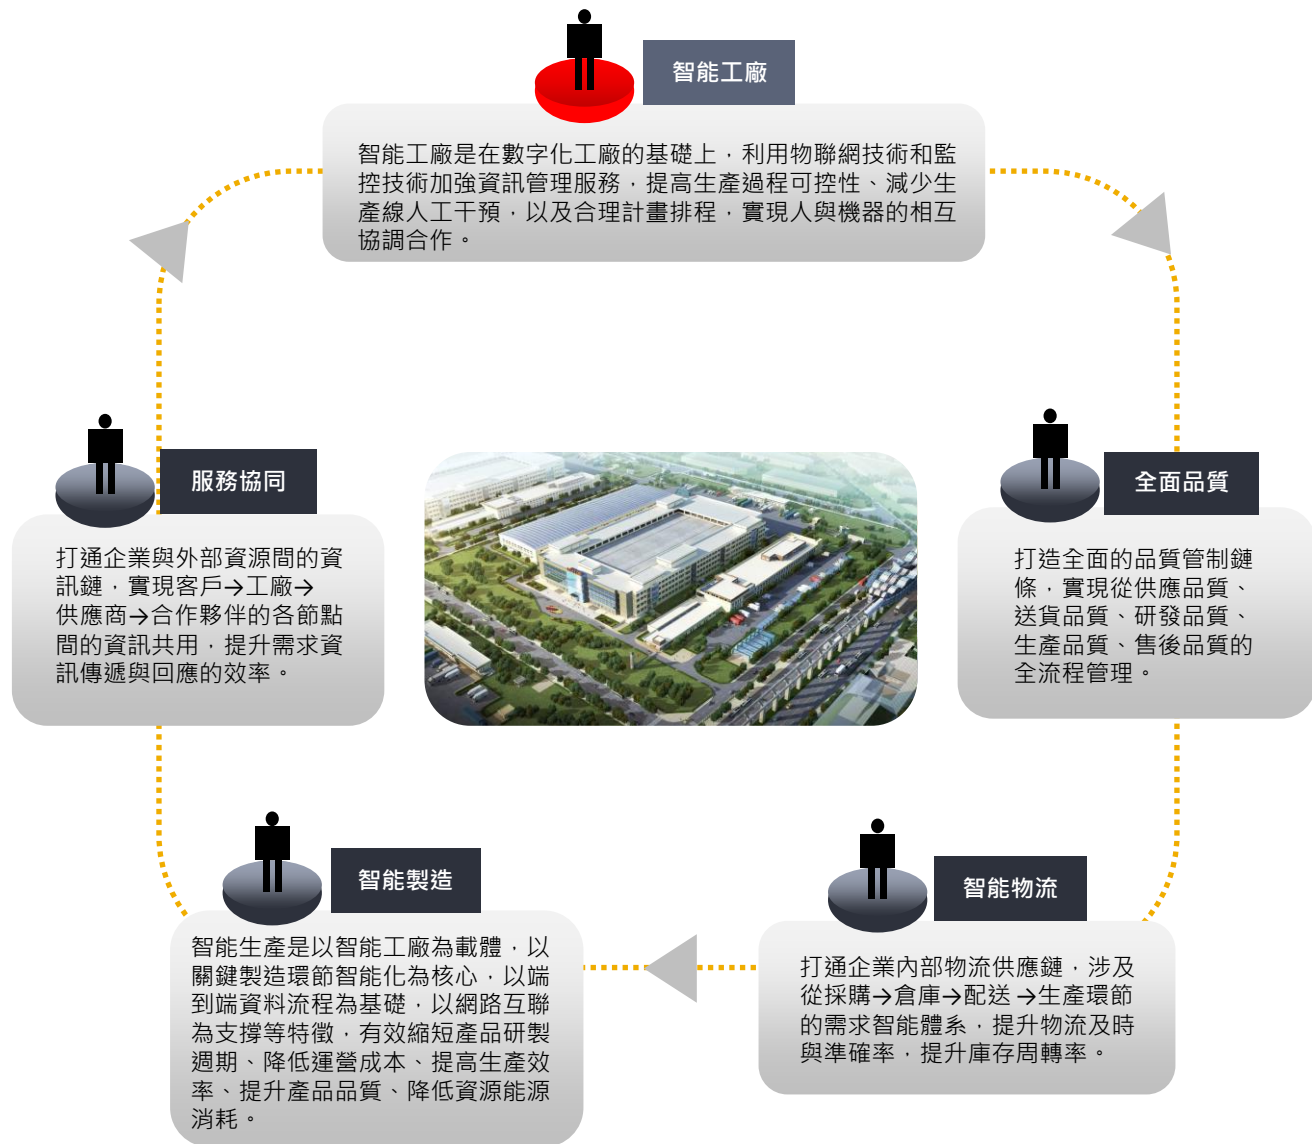 智能工廠
智能工廠是在數字化工廠的基礎上，利用物聯網技術和監
控技術加強資訊管理服務，提高生產過程可控性、減少生
產線人工干預，以及合理計畫排程，實現人與機器的相互
協調合作。
服務協同
打通企業與外部資源間的資
訊鏈，實現客戶→工廠→
供應商→合作夥伴的各節點
間的資訊共用，提升需求資
訊傳遞與回應的效率。
全面品質
打造全面的品質管制鏈
條，實現從供應品質、
送貨品質、研發品質、
生產品質、售後品質的
全流程管理。
智能製造
智能生產是以智能工廠為載體，以
關鍵製造環節智能化為核心，以端
到端資料流程為基礎，以網路互聯
為支撐等特徵，有效縮短產品研製
週期、降低運營成本、提高生產效
率、提升產品品質、降低資源能源
消耗。
智能物流
打通企業內部物流供應鏈，涉及
從採購→倉庫→配送→生產環節
的需求智能體系，提升物流及時
與準確率，提升庫存周轉率。